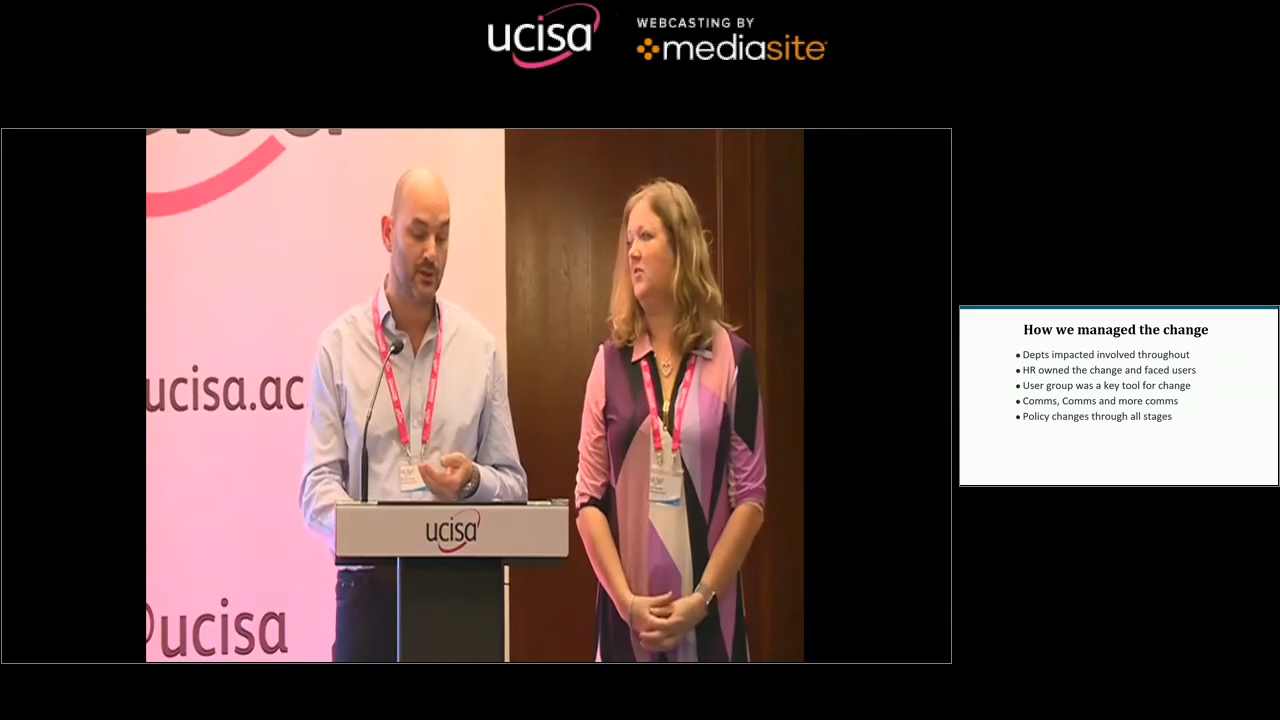 ucisa
WEBCASTING BY
mediasite
ucisa.ac
ucisa
ucisa
How we managed the change
• Depts impacted involved throughout
• HR owned the change and faced users
• User group was a key tool for change
• Comms, Comms and more comms
• Policy changes through all stages